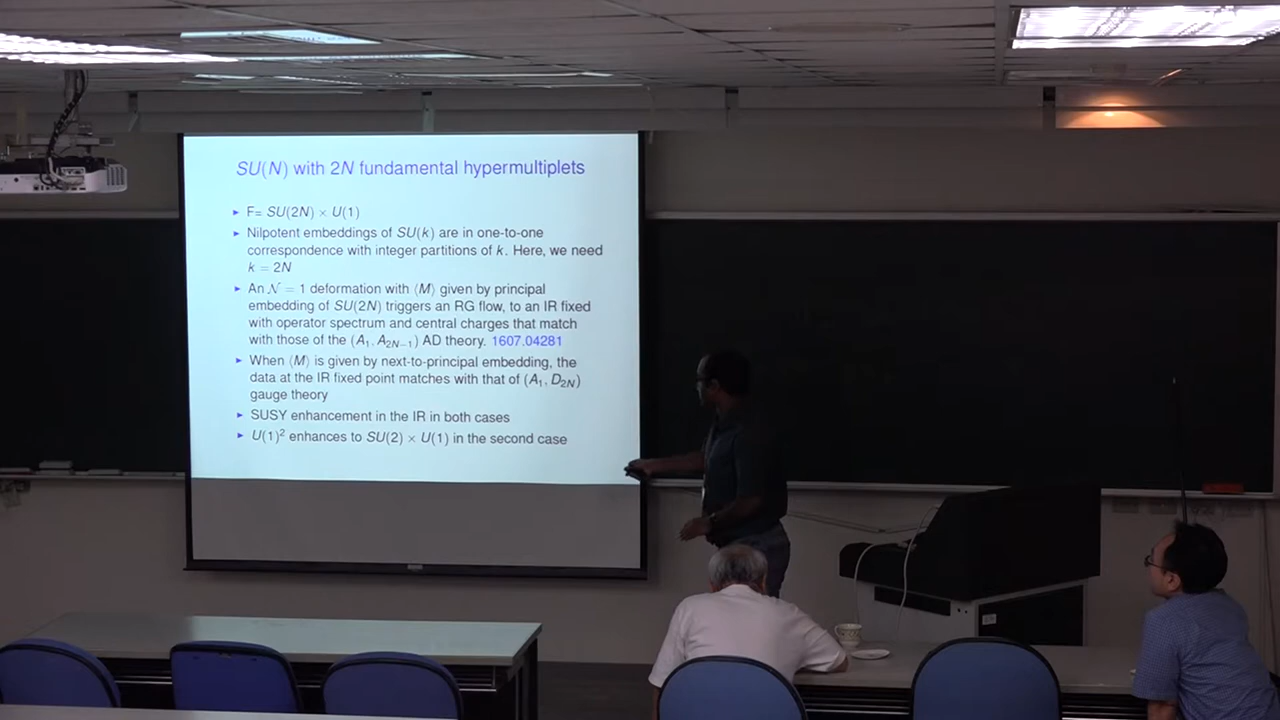 SU(N) with 2N fundamental hypermultiplets
▸ F= SU(2N) × U(1)
▸ Nilpotent embeddings of SU(k) are in one-to-one
correspondence with integer partitions of k. Here, we need
k = 2N
▸ An 𝒩 = 1 deformation with ⟨M⟩ given by principal
embedding of SU(2N) triggers an RG flow, to an IR fixed
with operator spectrum and central charges that match
with those of the (A₁, A₂N₋₁) AD theory. 1607.04281
▸ When ⟨M⟩ is given by next-to-principal embedding, the
data at the IR fixed point matches with that of (A₁, D₂N)
gauge theory
▸ SUSY enhancement in the IR in both cases
▸ U(1)² enhances to SU(2) × U(1) in the second case